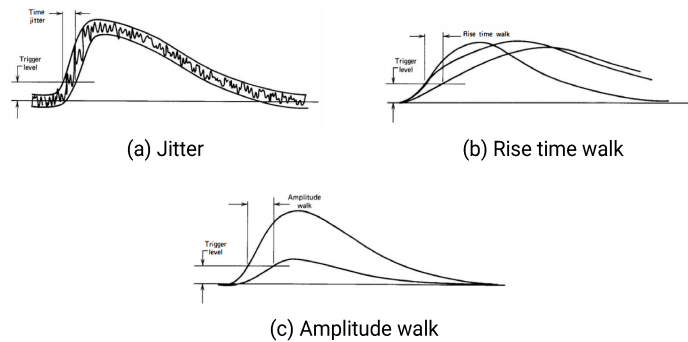 Time
jitter
Trigger
level
(a) Jitter
Rise time walk
Trigger
level
(b) Rise time walk
Amplitude
walk
Trigger
level
(c) Amplitude walk